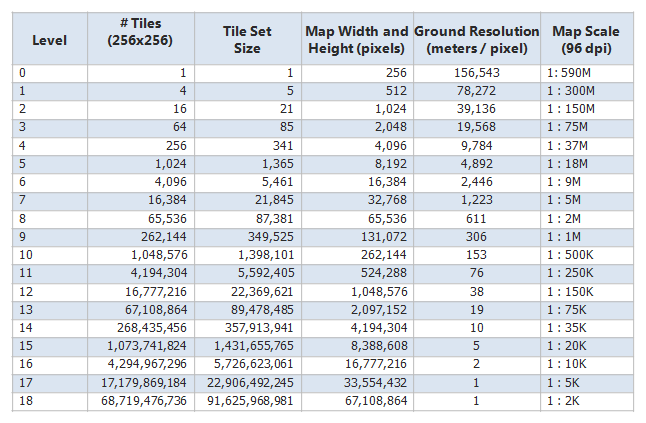 Level # Tiles (256x256) Tile Set Size Map Width and Height (pixels) Ground Resolution (meters / pixel) Map Scale (96 dpi)
0 1 1 256 156,543 1: 590M
1 4 5 512 78,272 1 : 300M
2 16 21 1,024 39,136 1 : 150M
3 64 85 2,048 19,568 1 : 75M
4 256 341 4,096 9,784 1 : 37M
5 1,024 1,365 8,192 4,892 1 : 18M
6 4,096 5,461 16,384 2,446 1 : 9M
7 16,384 21,845 32,768 1,223 1 : 5M
8 65,536 87,381 65,536 611 1 : 2M
9 262,144 349,525 131,072 306 1 : 1M
10 1,048,576 1,398,101 262,144 153 1 : 500K
11 4,194,304 5,592,405 524,288 76 1 : 250K
12 16,777,216 22,369,621 1,048,576 38 1 : 150K
13 67,108,864 89,478,485 2,097,152 19 1 : 75K
14 268,435,456 357,913,941 4,194,304 10 1 : 35K
15 1,073,741,824 1,431,655,765 8,388,608 5 1 : 20K
16 4,294,967,296 5,726,623,061 16,777,216 2 1 : 10K
17 17,179,869,184 22,906,492,245 33,554,432 1 1 : 5K
18 68,719,476,736 91,625,968,981 67,108,864 1 1 : 2K